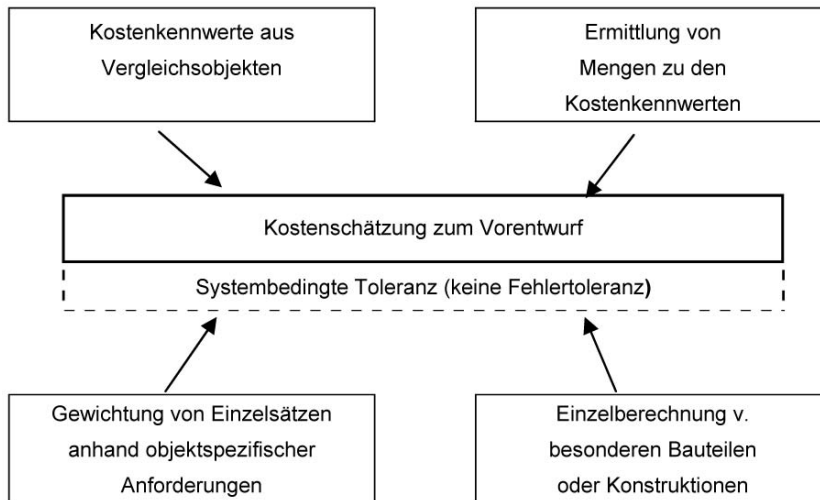 Kostenkennwerte aus
Vergleichsobjekten
Ermittlung von
Mengen zu den
Kostenkennwerten
Kostenschätzung zum Vorentwurf
Systembedingte Toleranz (keine Fehlertoleranz)
Gewichtung von Einzelsätzen
anhand objektspezifischer
Anforderungen
Einzelberechnung v.
besonderen Bauteilen
oder Konstruktionen